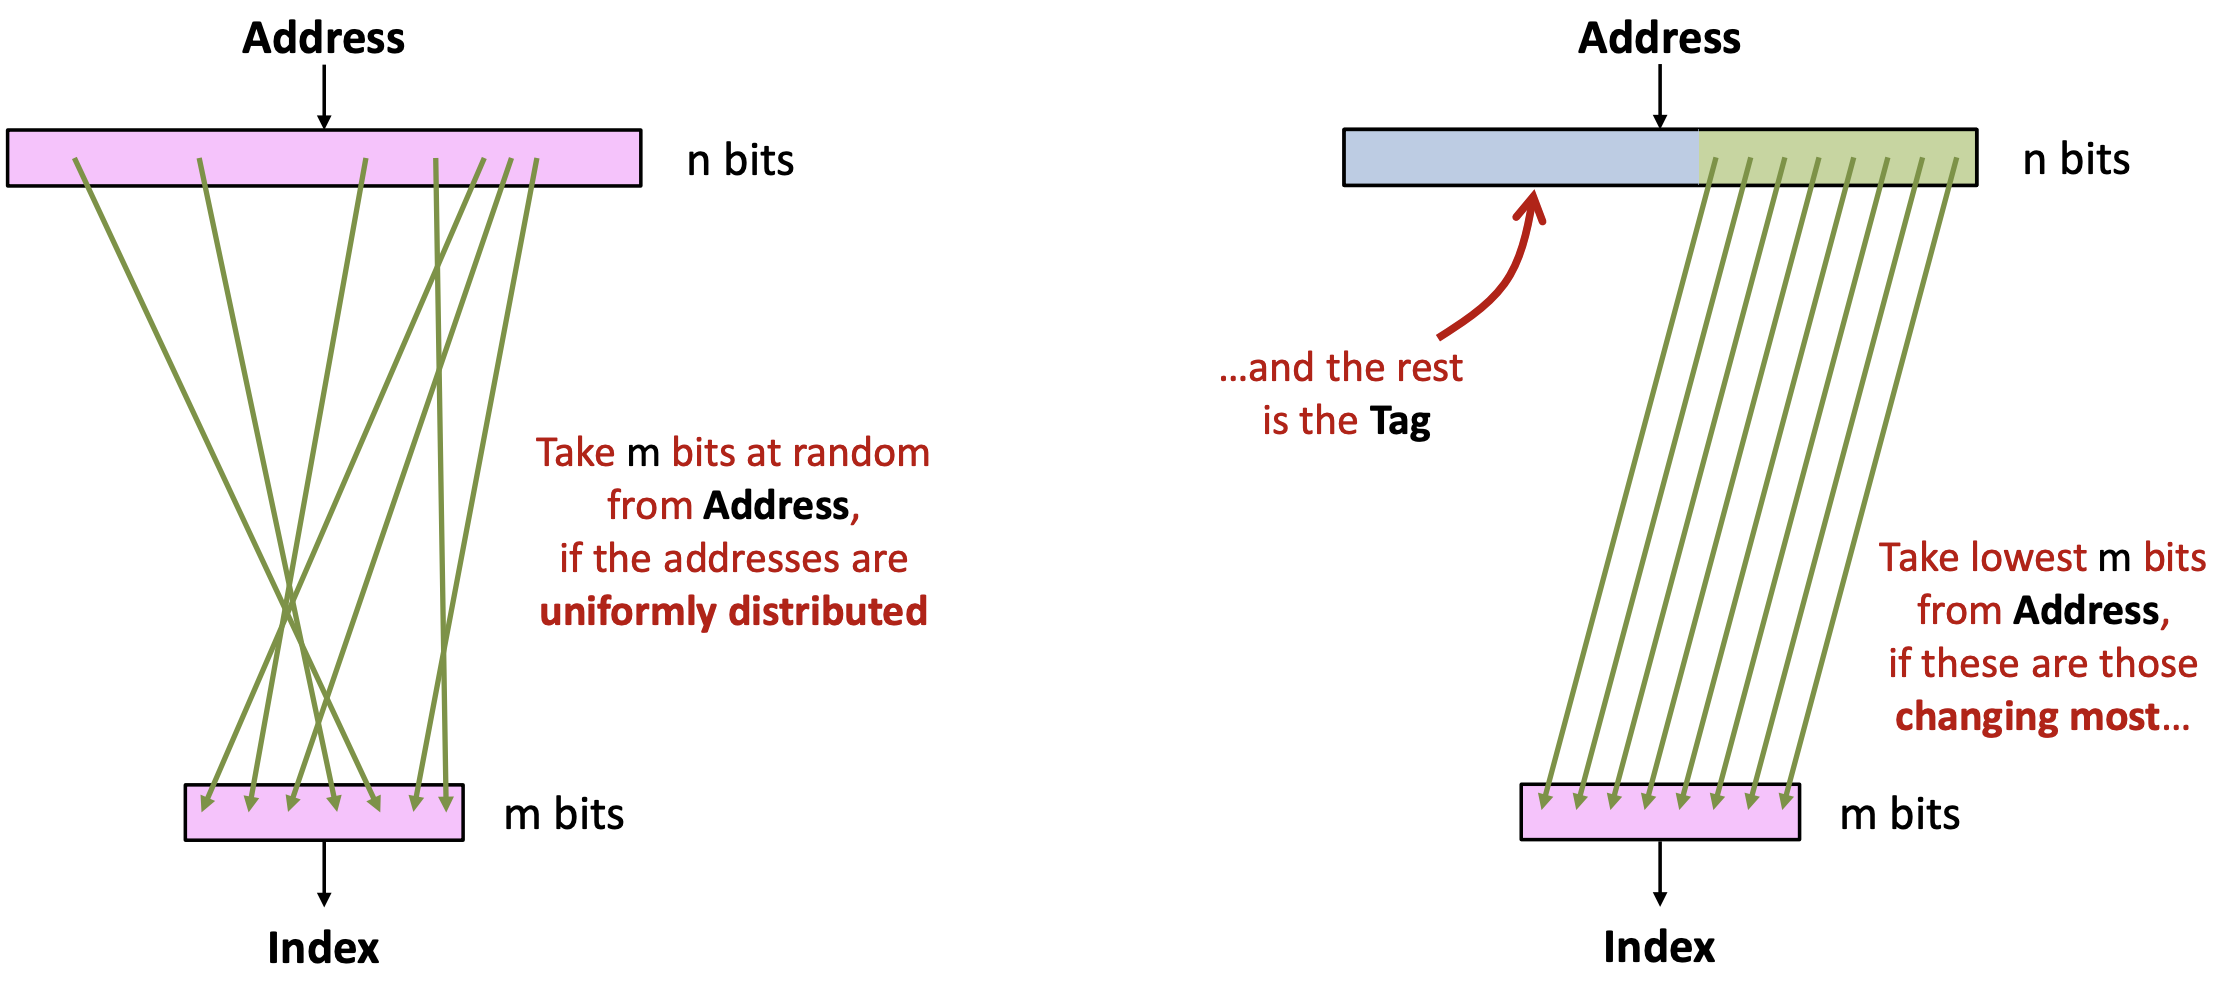 Address
n bits
Take m bits at random
from Address,
if the addresses are
uniformly distributed
m bits
Index
Address
n bits
...and the rest
is the Tag
Take lowest m bits
from Address,
if these are those
changing most...
m bits
Index